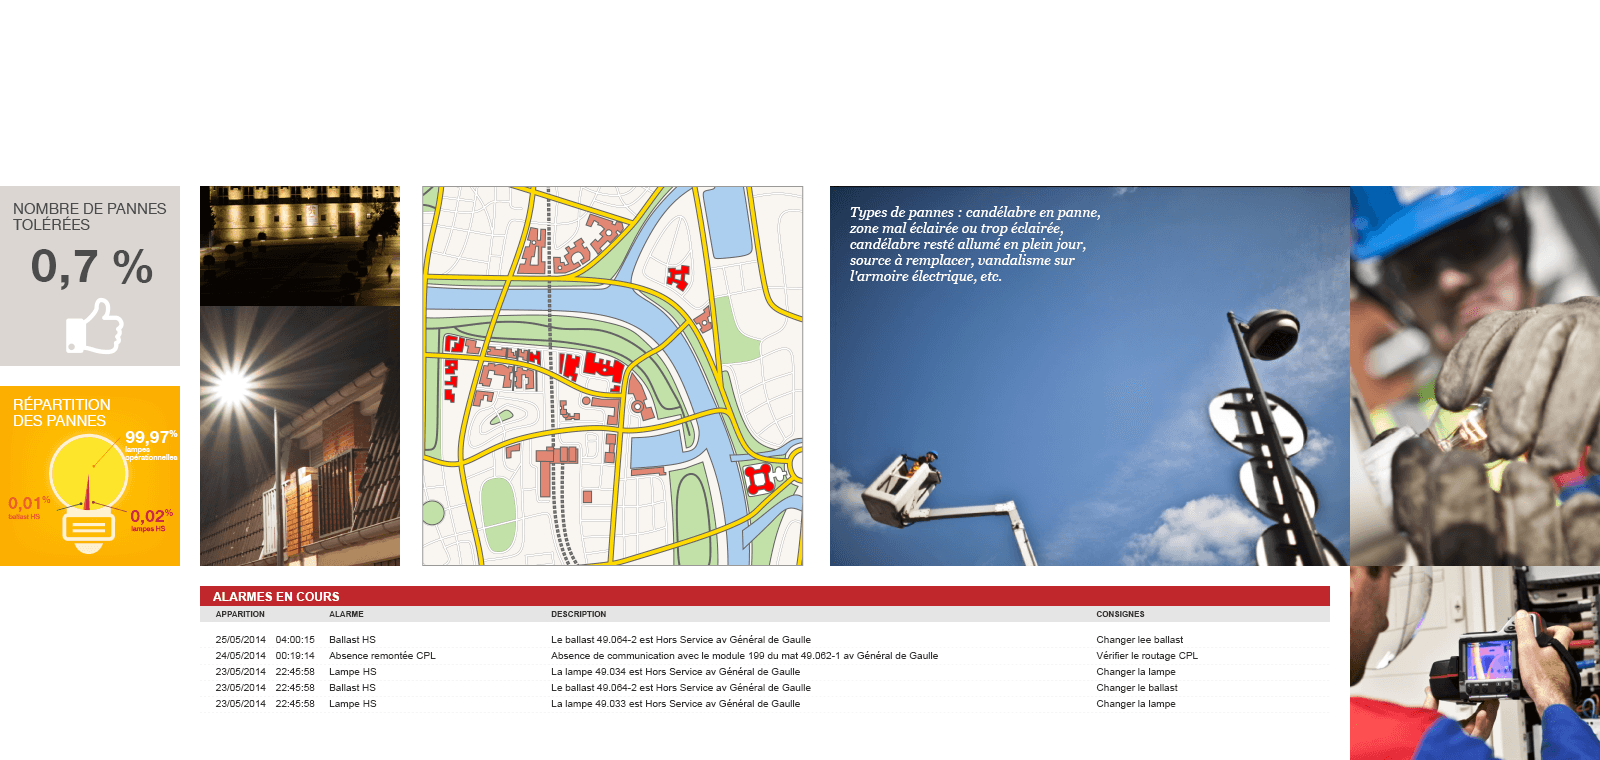 NOMBRE DE PANNES
TOLÉRÉES
0,7 %
RÉPARTITION
DES PANNES
99,97%
lampes
opérationnelles
0,01%
ballast HS
0,02%
lampes HS
Types de pannes : candélabre en panne,
zone mal éclairée ou trop éclairée,
candélabre resté allumé en plein jour,
source à remplacer, vandalisme sur
l'armoire électrique, etc.
ALARMES EN COURS
APPARITION ALARME DESCRIPTION CONSIGNES
25/05/2014 04:00:15 Ballast HS Le ballast 49.064-2 est Hors Service av Général de Gaulle Changer lee ballast
24/05/2014 00:19:14 Absence remontée CPL Absence de communication avec le module 199 du mat 49.062-1 av Général de Gaulle Vérifier le routage CPL
23/05/2014 22:45:58 Lampe HS La lampe 49.034 est Hors Service av Général de Gaulle Changer la lampe
23/05/2014 22:45:58 Ballast HS Le ballast 49.064-2 est Hors Service av Général de Gaulle Changer le ballast
23/05/2014 22:45:58 Lampe HS La lampe 49.033 est Hors Service av Général de Gaulle Changer la lampe